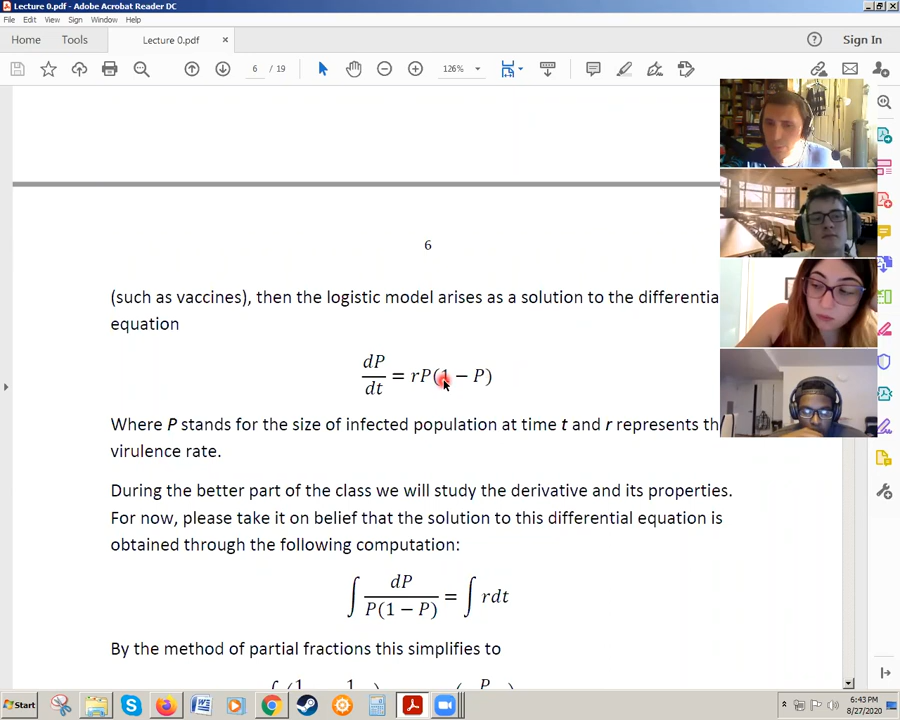 Lecture 0.pdf - Adobe Acrobat Reader DC
File Edit View Sign Window Help
Home Tools Lecture 0.pdf × Sign In
6 / 19 126%
6
(such as vaccines), then the logistic model arises as a solution to the differentia
equation
dP/dt = rP(1 − P)
Where P stands for the size of infected population at time t and r represents th
virulence rate.
During the better part of the class we will study the derivative and its properties.
For now, please take it on belief that the solution to this differential equation is
obtained through the following computation:
∫ dP/P(1 − P) = ∫ rdt
By the method of partial fractions this simplifies to
Start 6:43 PM
8/27/2020